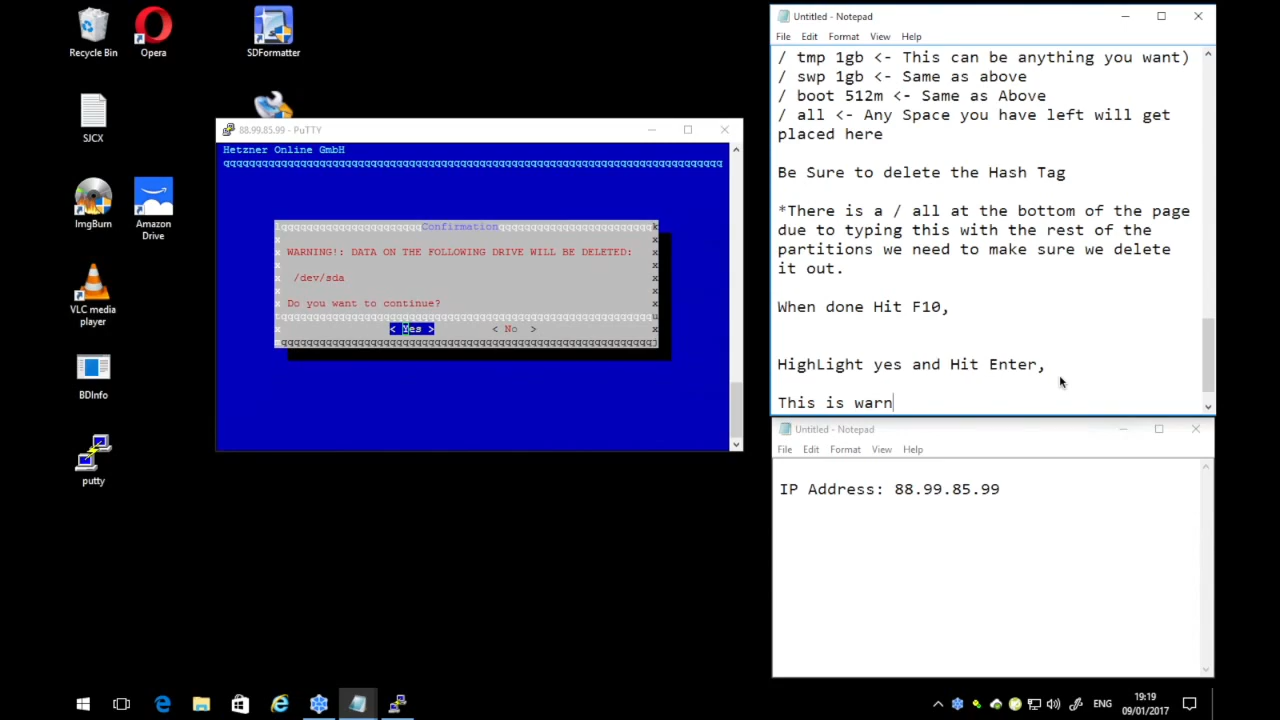 Recycle Bin
Opera
SDFormatter
SJCX
ImgBurn
Amazon
Drive
VLC media
player
BDInfo
putty
88.99.85.99 - PuTTY
Hetzner Online GmbH
qqqqqqqqqqqqqqqqqqqqqqqqqqqqqqqqqqqqqqqqqqqqqqqqqqqqqqqqqqqqqqqqqqqqqqqqqqqqqq
lqqqqqqqqqqqqqqqqqqqqqqConfirmationqqqqqqqqqqqqqqqqqqqqqqqqk
x x
x WARNING!: DATA ON THE FOLLOWING DRIVE WILL BE DELETED: x
x x
x /dev/sda x
x x
x Do you want to continue? x
tqqqqqqqqqqqqqqqqqqqqqqqqqqqqqqqqqqqqqqqqqqqqqqqqqqqqqqqqqqu
x < Yes > < No > x
mqqqqqqqqqqqqqqqqqqqqqqqqqqqqqqqqqqqqqqqqqqqqqqqqqqqqqqqqqqj
Untitled - Notepad
File Edit Format View Help
/ tmp 1gb <- This can be anything you want)
/ swp 1gb <- Same as above
/ boot 512m <- Same as Above
/ all <- Any Space you have left will get
placed here
Be Sure to delete the Hash Tag
*There is a / all at the bottom of the page
due to typing this with the rest of the
partitions we need to make sure we delete
it out.
When done Hit F10,
HighLight yes and Hit Enter,
This is warn
Untitled - Notepad
File Edit Format View Help
IP Address: 88.99.85.99
ENG
19:19
09/01/2017